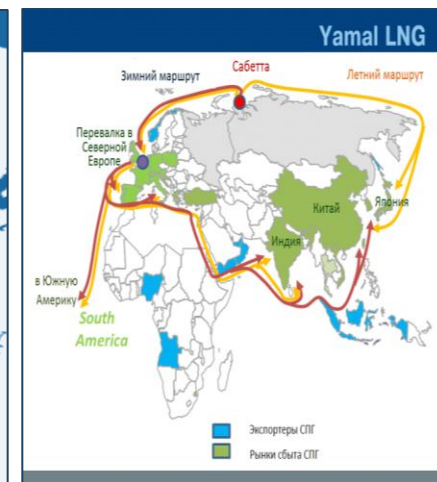 Yamal LNG
Сабетта
Зимний маршрут
Летний маршрут
Перевалка в
Северной
Европе
Китай
Япония
Индия
в Южную
Америку
South
America
Экспортеры СПГ
Рынки сбыта СПГ